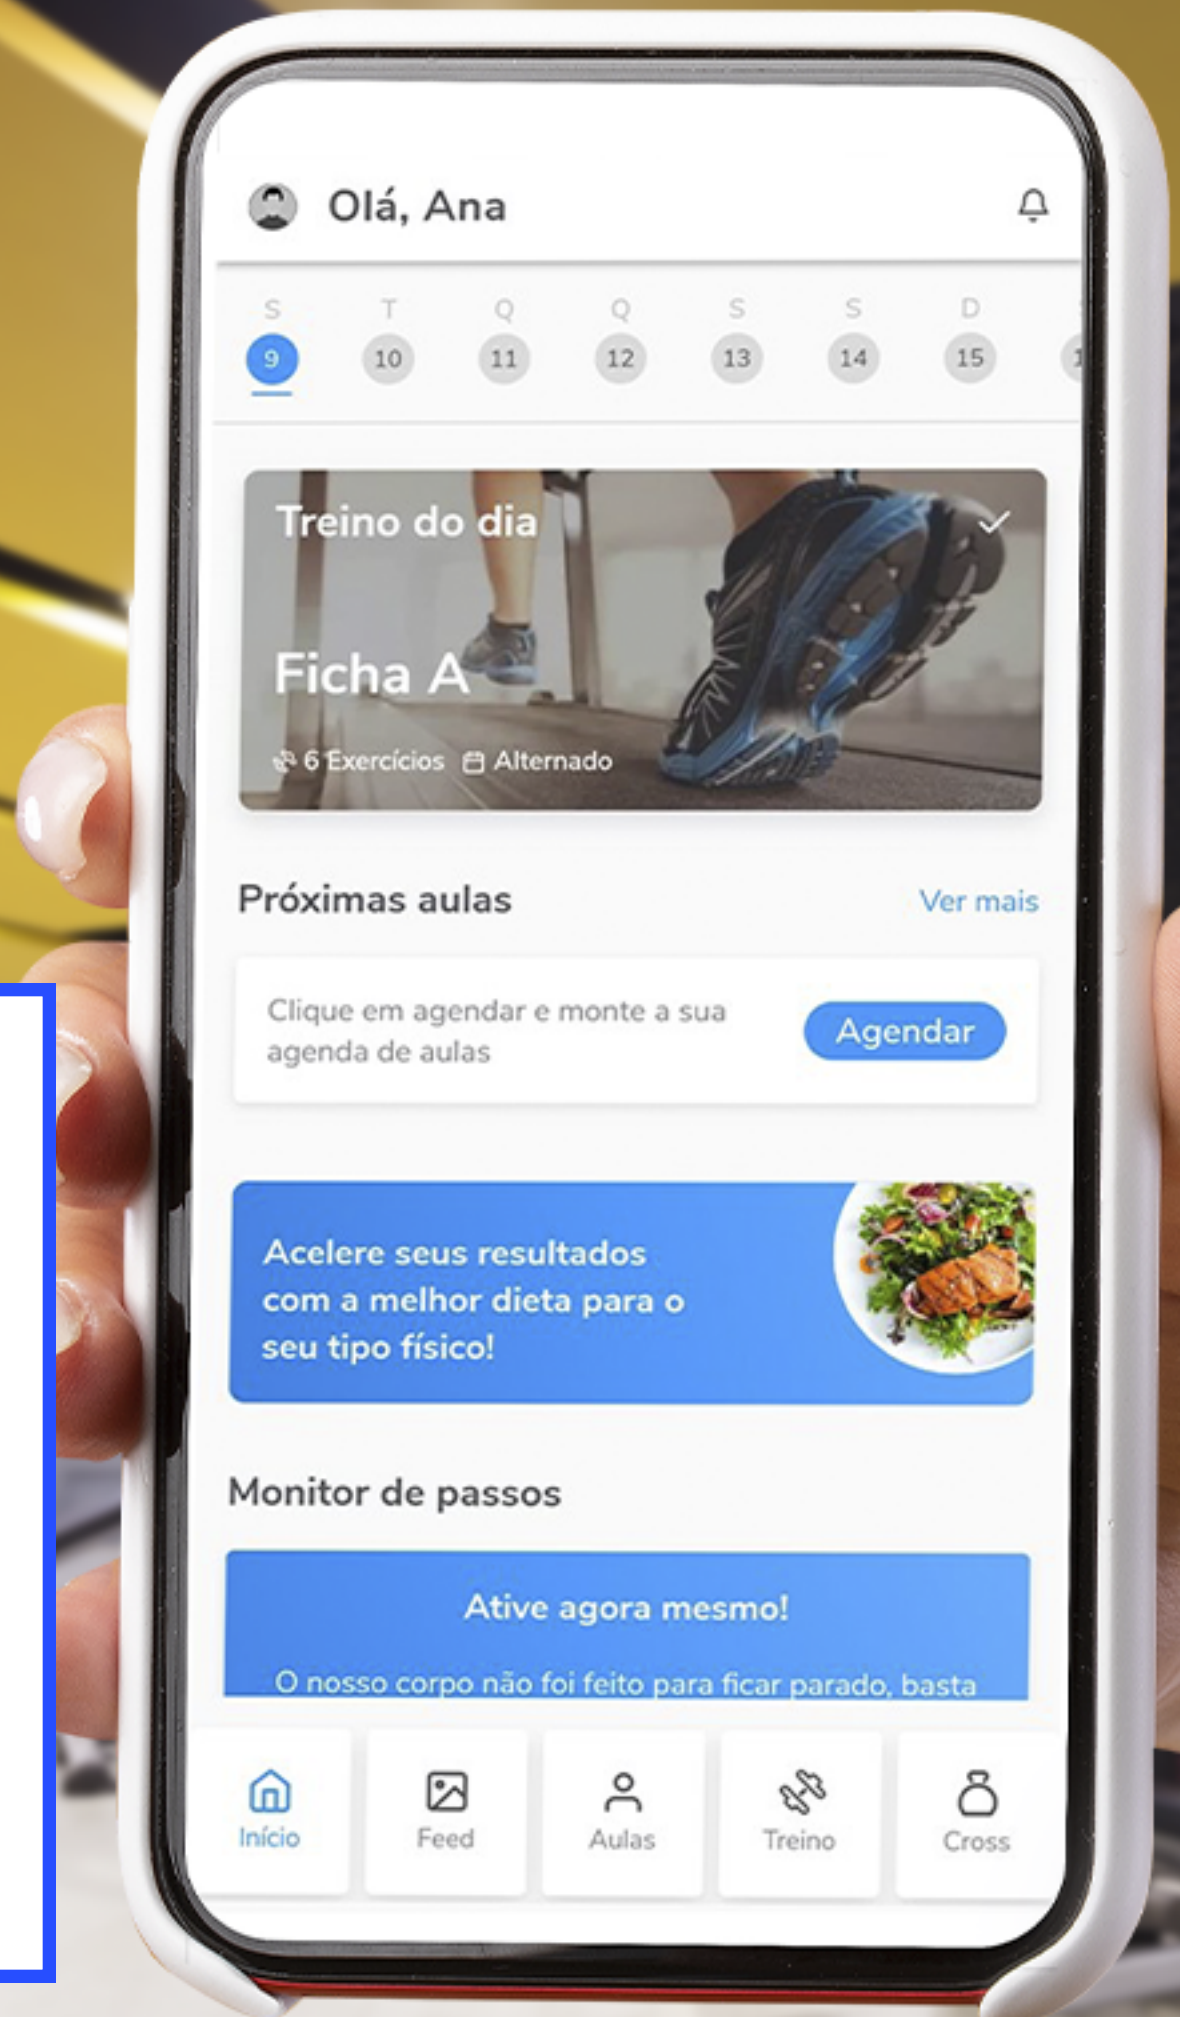 Olá, Ana
S T Q Q S S D
9 10 11 12 13 14 15
Treino do dia
Ficha A
6 Exercícios Alternado
Próximas aulas
Ver mais
Clique em agendar e monte a sua
agenda de aulas
Agendar
Acelere seus resultados
com a melhor dieta para o
seu tipo físico!
Monitor de passos
Ative agora mesmo!
O nosso corpo não foi feito para ficar parado, basta
Início Feed Aulas Treino Cross